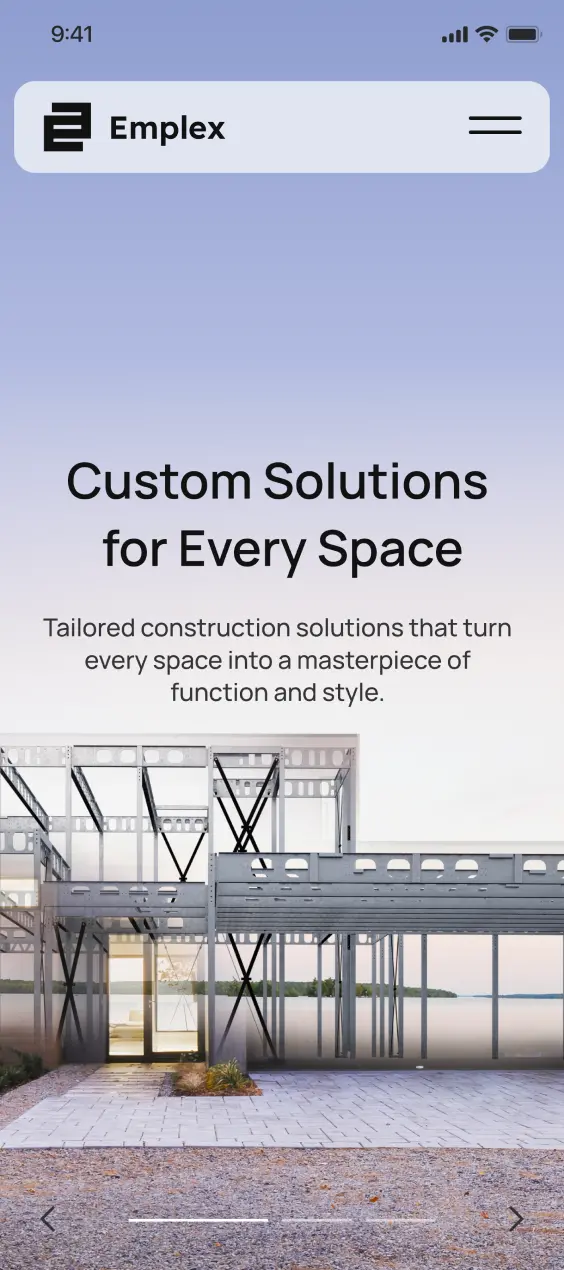 9:41
Emplex
Custom Solutions
for Every Space
Tailored construction solutions that turn
every space into a masterpiece of
function and style.